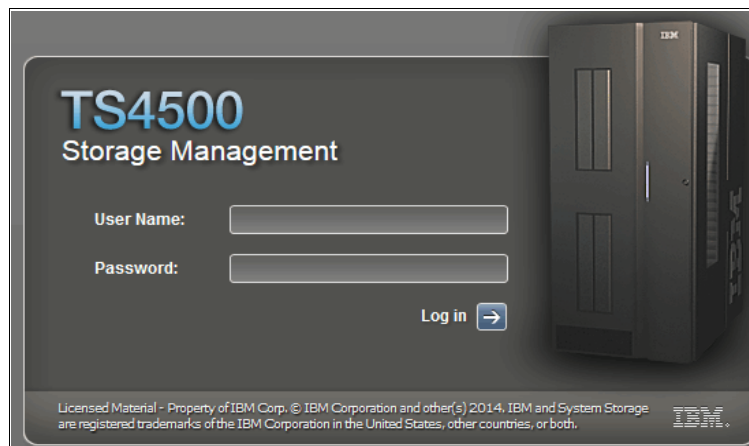 IBM
TS4500
Storage Management
User Name:
Password:
Log in
IBM
Licensed Material - Property of IBM Corp. © IBM Corporation and other(s) 2014. IBM and System Storage
are registered trademarks of the IBM Corporation in the United States, other countries, or both.
IBM.